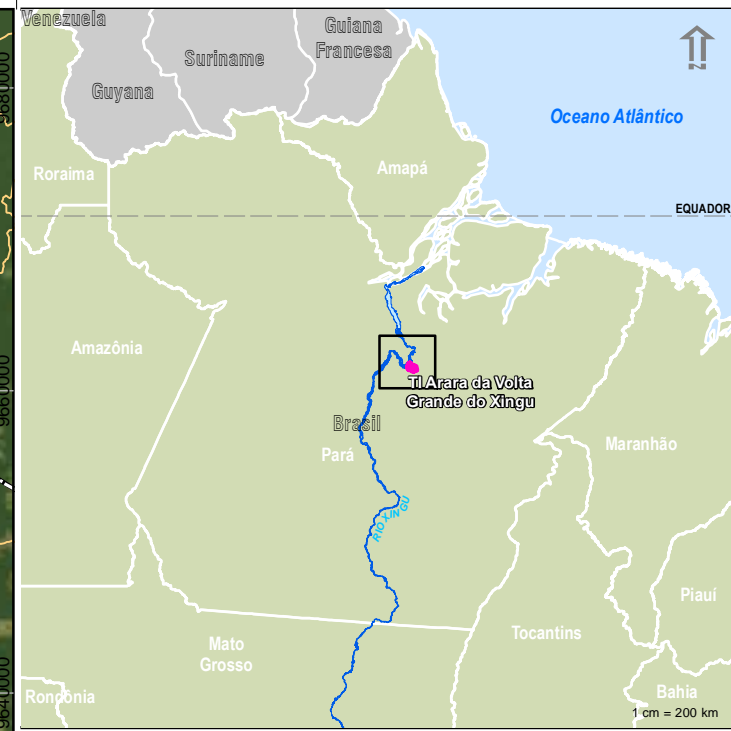 Venezuela
Guiana
Francesa
Suriname
Guyana
N
Oceano Atlântico
Roraima
Amapá
EQUADOR
Amazônia
TI Arara da Volta
Grande do Xingu
Brasil
Pará
Maranhão
RIO XINGU
Piauí
Tocantins
Mato
Grosso
Rondônia
Bahia
1 cm = 200 km
9660000
9640000